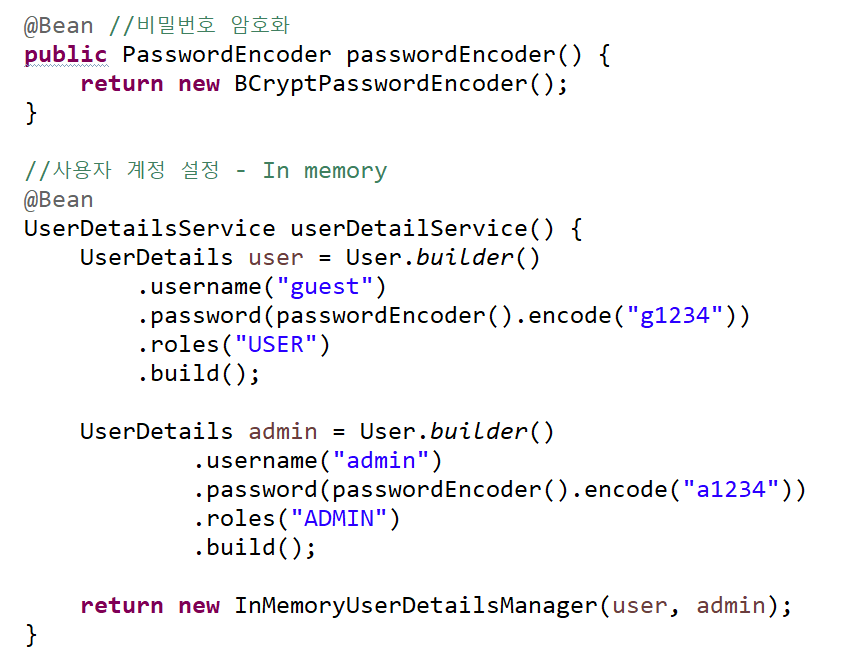 @Bean //비밀번호 암호화
public PasswordEncoder passwordEncoder() {
    return new BCryptPasswordEncoder();
}

//사용자 계정 설정 - In memory
@Bean
UserDetailsService userDetailService() {
    UserDetails user = User.builder()
        .username("guest")
        .password(passwordEncoder().encode("g1234"))
        .roles("USER")
        .build();

    UserDetails admin = User.builder()
            .username("admin")
            .password(passwordEncoder().encode("a1234"))
            .roles("ADMIN")
            .build();

    return new InMemoryUserDetailsManager(user, admin);
}